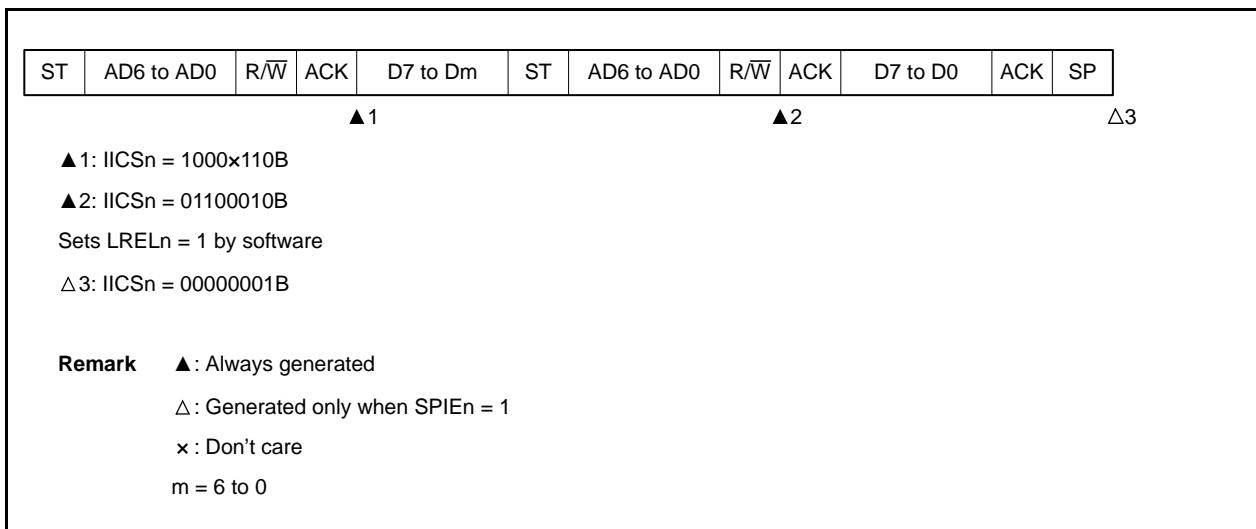 ST AD6 to AD0 R/W̅ ACK D7 to Dm ST AD6 to AD0 R/W̅ ACK D7 to D0 ACK SP
▲1 ▲2 △3
▲1: IICSn = 1000×110B
▲2: IICSn = 01100010B
Sets LRELn = 1 by software
△3: IICSn = 00000001B
Remark ▲: Always generated
△: Generated only when SPIEn = 1
×: Don't care
m = 6 to 0